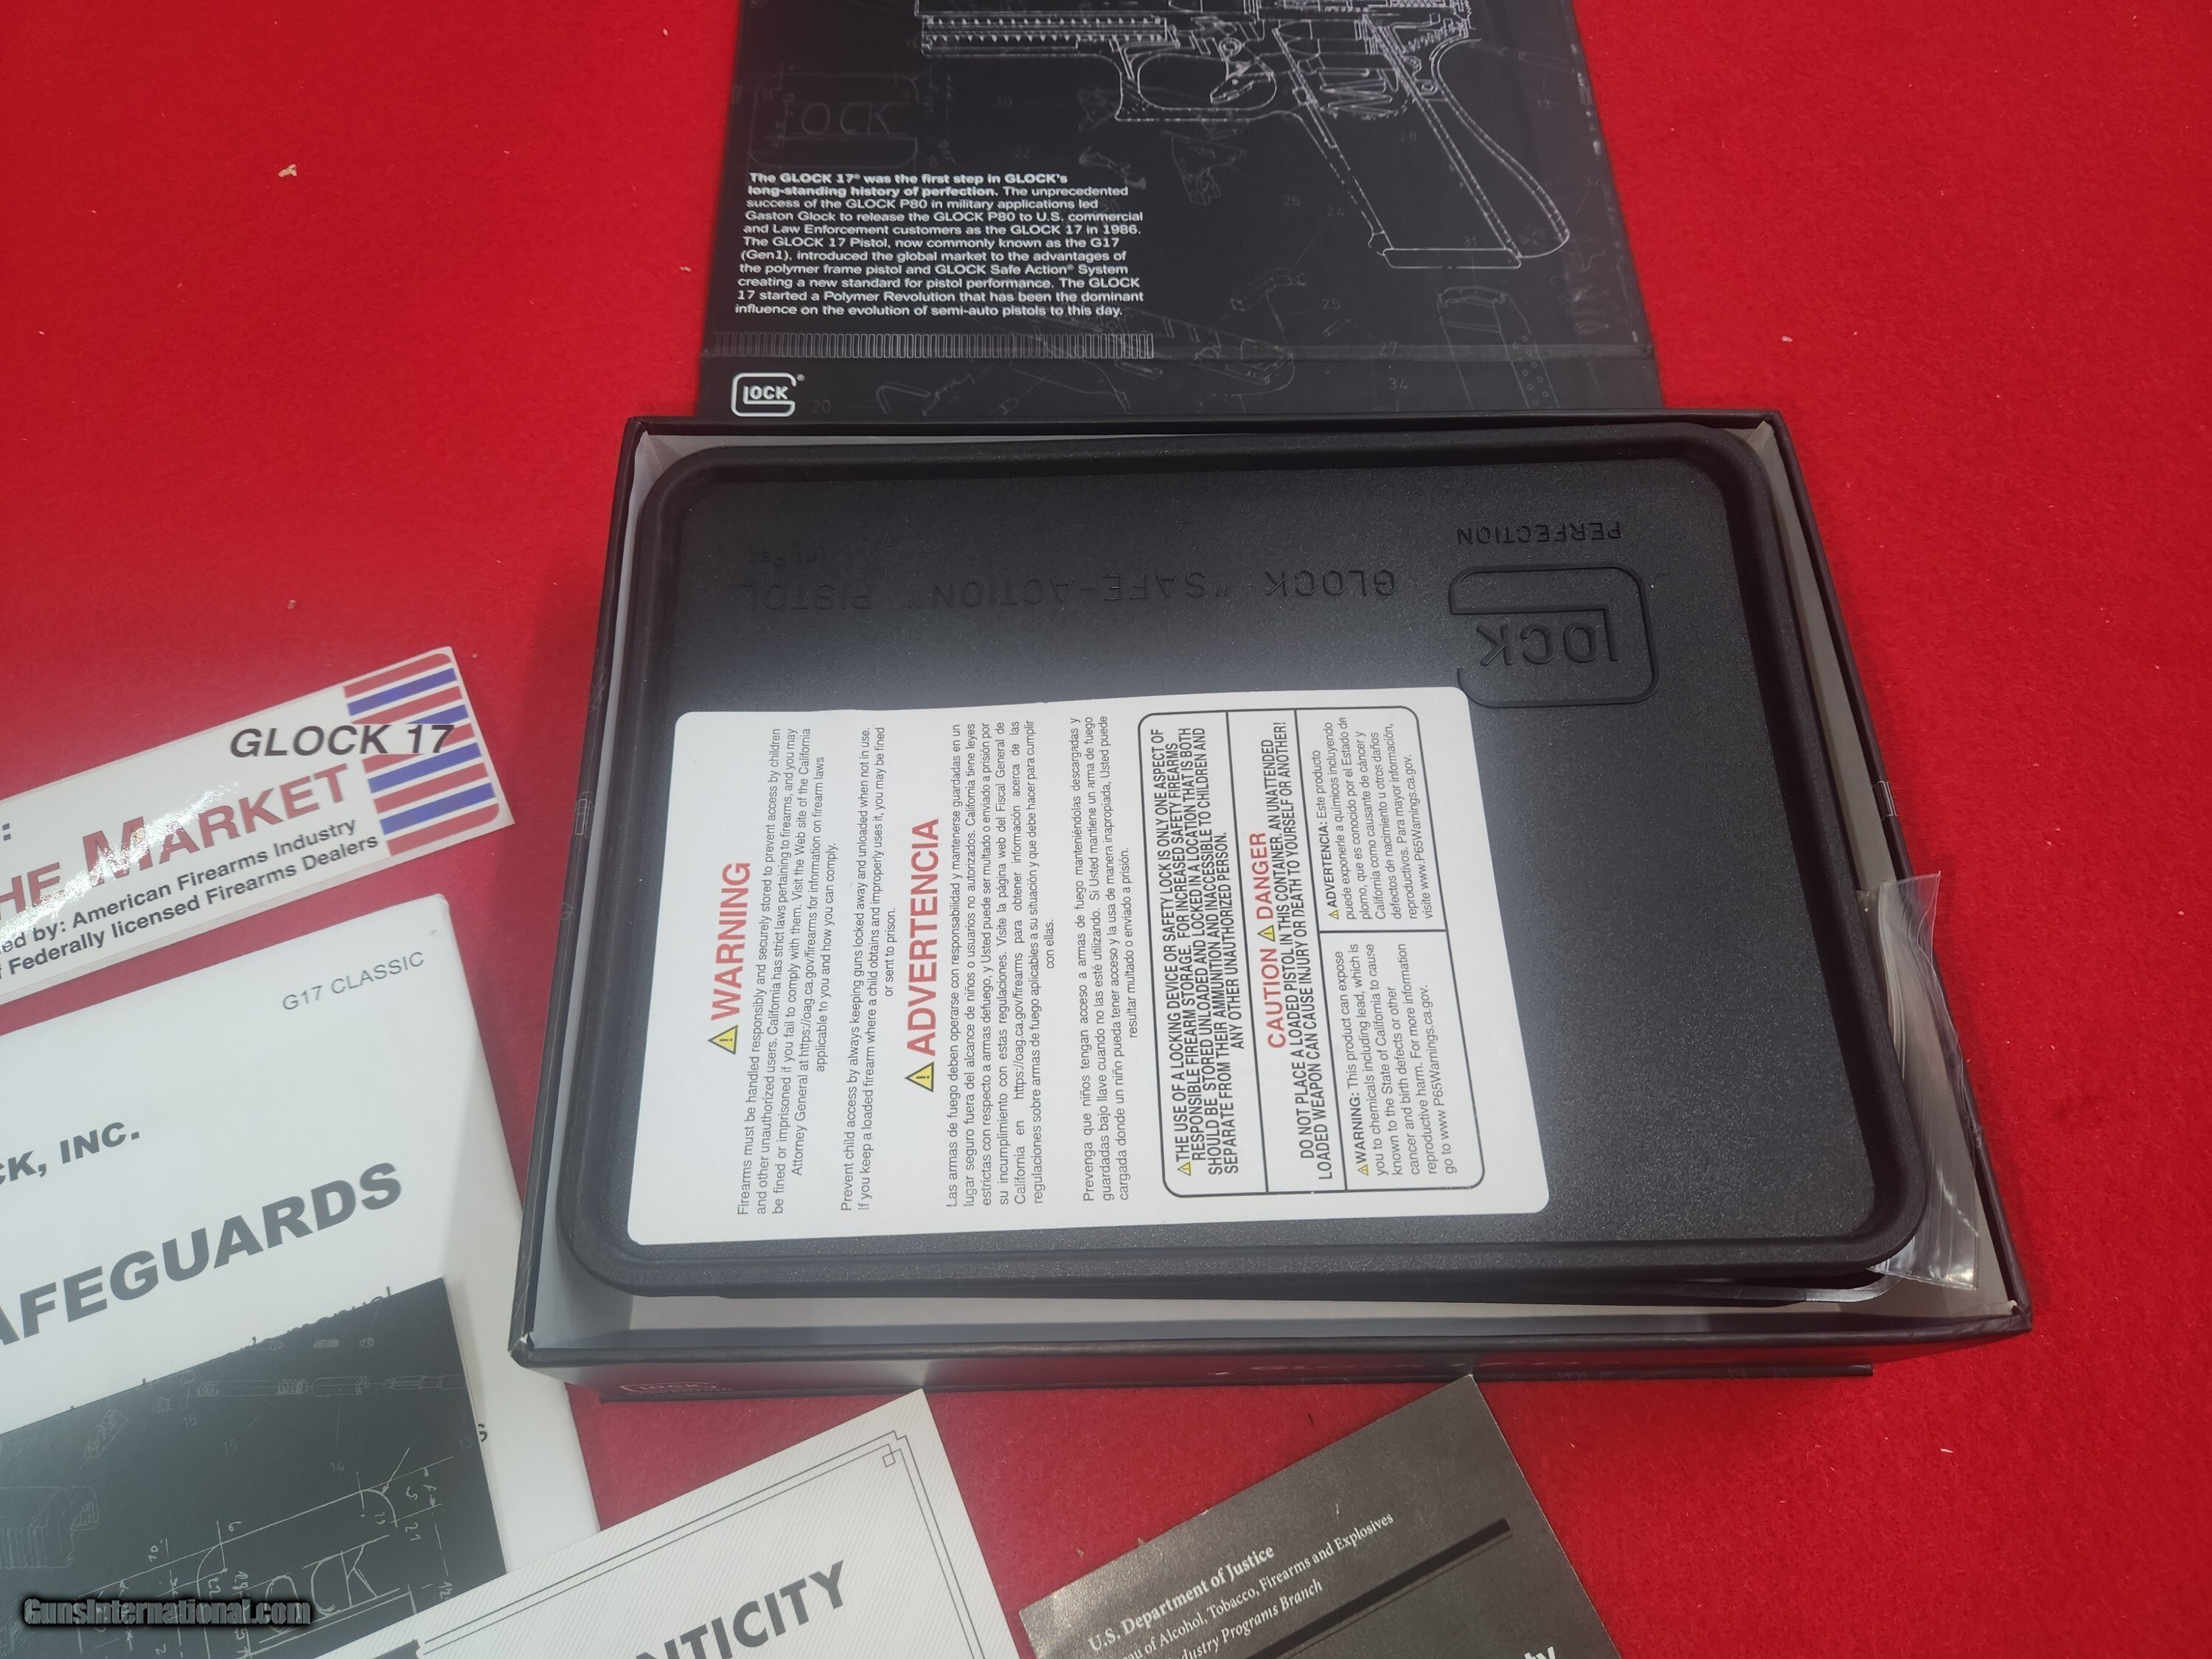 The GLOCK 17® was the first step in GLOCK's
long-standing history of perfection. The unprecedented
success of the GLOCK P80 in military applications led
Gaston Glock to release the GLOCK P80 to U.S. commercial
and Law Enforcement customers as the GLOCK 17 in 1986.
The GLOCK 17 Pistol, now commonly known as the G17
(Gen1), introduced the global market to the advantages of
the polymer frame pistol and GLOCK Safe Action® System
creating a new standard for pistol performance. The GLOCK
17 started a Polymer Revolution that has been the dominant
influence on the evolution of semi-auto pistols to this day.
GLOCK®
20
30
22
26
24
28
31
25
27
34
PERFECTION
GLOCK "SAFE-ACTION" PISTOL
GLOCK
⚠WARNING
Firearms must be handled responsibly and securely stored to prevent access by children
and other unauthorized users. California has strict laws pertaining to firearms, and you may
be fined or imprisoned if you fail to comply with them. Visit the Web site of the California
Attorney General at https://oag.ca.gov/firearms for information on firearm laws
applicable to you and how you can comply.
Prevent child access by always keeping guns locked away and unloaded when not in use.
If you keep a loaded firearm where a child obtains and improperly uses it, you may be fined
or sent to prison.
⚠ADVERTENCIA
Las armas de fuego deben operarse con responsabilidad y mantenerse guardadas en un
lugar seguro fuera del alcance de niños o usuarios no autorizados. California tiene leyes
estrictas con respecto a armas defuego, y Usted puede ser multado o enviado a prisión por
su incumplimiento con estas regulaciones. Visite la página web del Fiscal General de
California en https://oag.ca.gov/firearms para obtener información acerca de las
regulaciones sobre armas de fuego aplicables a su situación y que debe hacer para cumplir
con ellas.
Prevenga que niños tengan acceso a armas de fuego manteniéndolas descargadas y
guardadas bajo llave cuando no las esté utilizando. Si Usted mantiene un arma de fuego
cargada donde un niño pueda tener acceso y la usa de manera inapropiada, Usted puede
resultar multado o enviado a prisión.
⚠THE USE OF A LOCKING DEVICE OR SAFETY LOCK IS ONLY ONE ASPECT OF
RESPONSIBLE FIREARM STORAGE. FOR INCREASED SAFETY FIREARMS
SHOULD BE STORED UNLOADED AND LOCKED IN A LOCATION THAT IS BOTH
SEPARATE FROM THEIR AMMUNITION AND INACCESSIBLE TO CHILDREN AND
ANY OTHER UNAUTHORIZED PERSON.
CAUTION ⚠ DANGER
DO NOT PLACE A LOADED PISTOL IN THIS CONTAINER. AN UNATTENDED
LOADED WEAPON CAN CAUSE INJURY OR DEATH TO YOURSELF OR ANOTHER!
⚠WARNING: This product can expose
you to chemicals including lead, which is
known to the State of California to cause
cancer and birth defects or other
reproductive harm. For more information
go to www P65Warnings.ca.gov.
⚠ADVERTENCIA: Este producto
puede exponerle a químicos incluyendo
plomo, que es conocido por el Estado de
California como causante de cáncer y
defectos de nacimiento u otros daños
reproductivos. Para mayor información,
visite www.P65Warnings.ca.gov.
GLOCK 17
HE MARKET
ed by: American Firearms Industry
Federally licensed Firearms Dealers
G17 CLASSIC
CK, INC.
AFEGUARDS
15
15
14
13
21
GLOCK
NTICITY
U.S. Department of Justice
au of Alcohol, Tobacco, Firearms and Explosives
dustry Programs Branch
GunsInternational.com